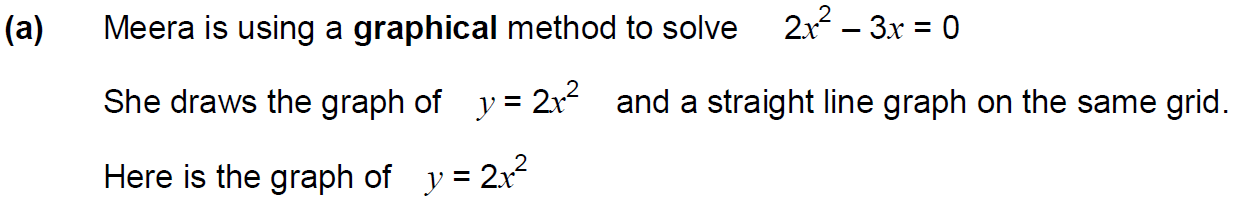 (a) Meera is using a graphical method to solve 2x² – 3x = 0
She draws the graph of y = 2x² and a straight line graph on the same grid.
Here is the graph of y = 2x²